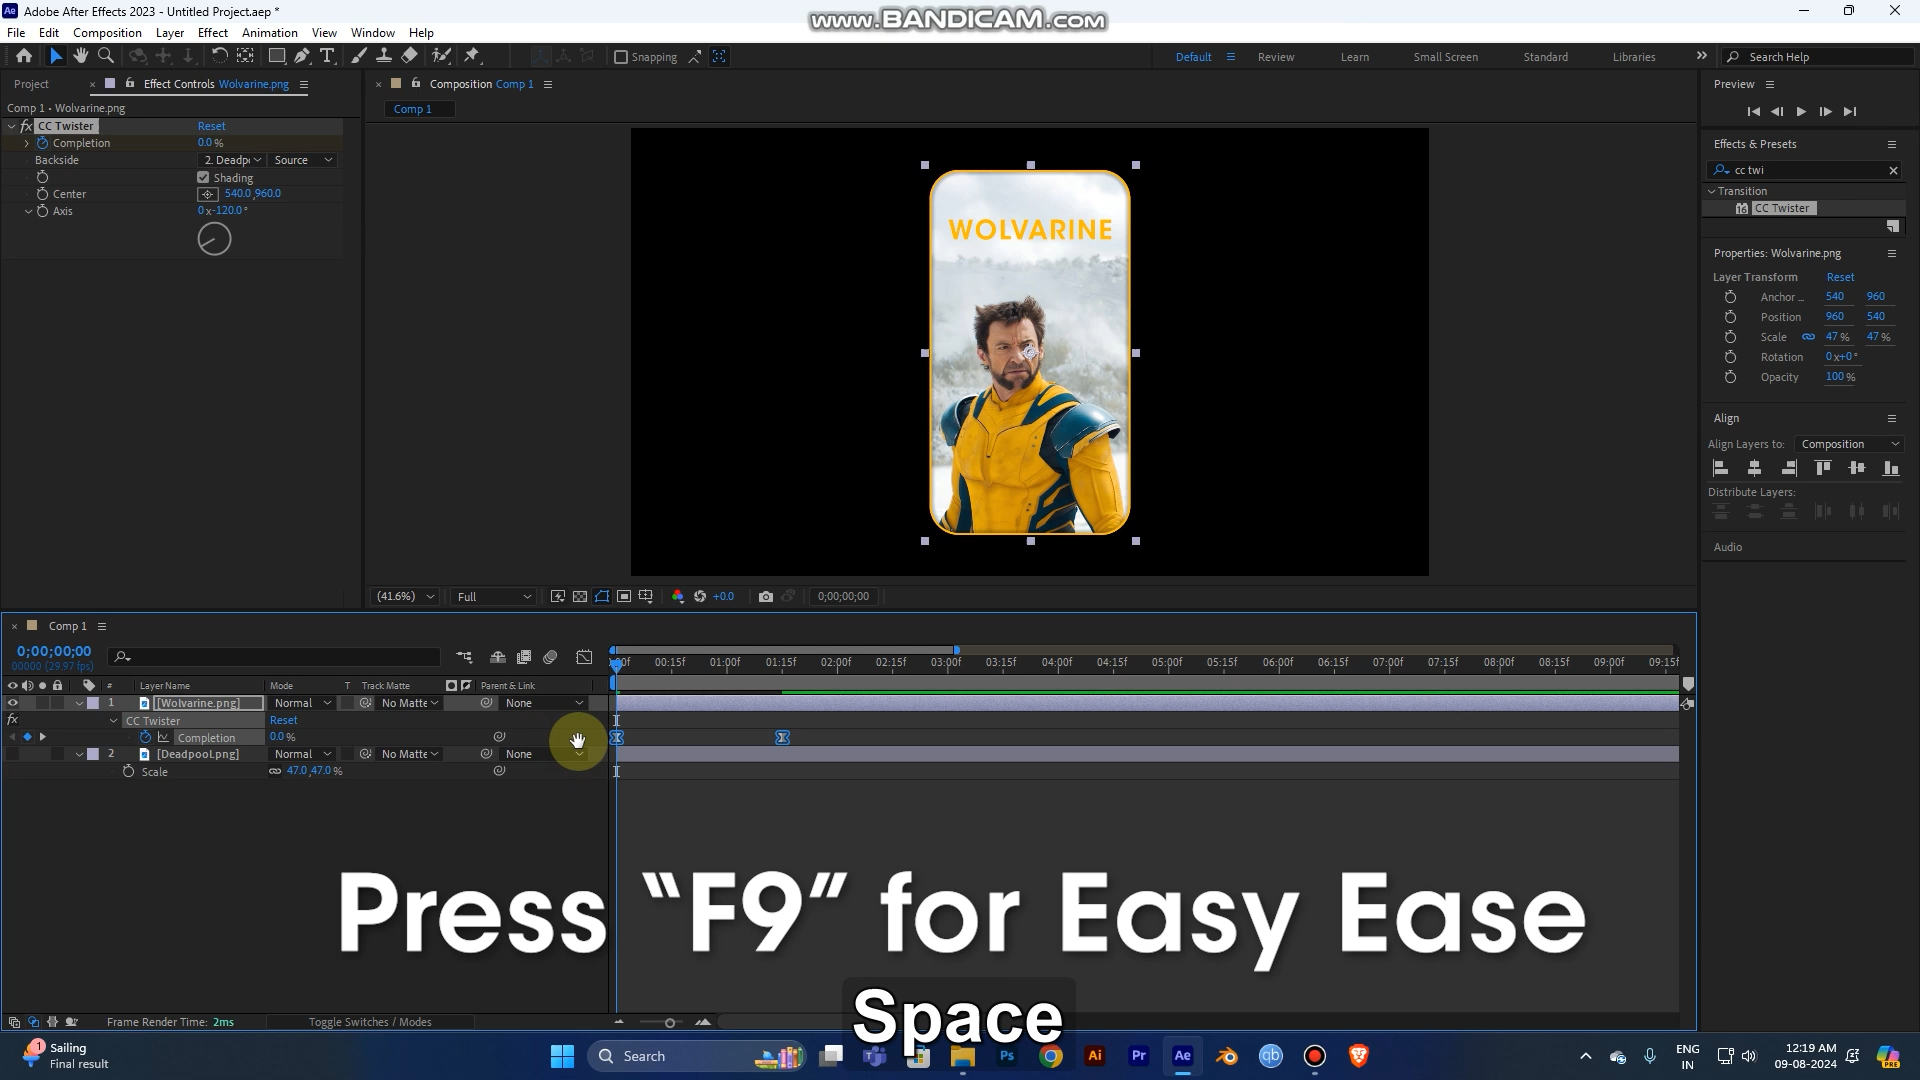 Adobe After Effects 2023 - Untitled Project.aep *
www.BANDICAM.com
File Edit Composition Layer Effect Animation View Window Help
Snapping
Default Review Learn Small Screen Standard Libraries
Search Help
Project
Effect Controls Wolvarine.png
Comp 1 • Wolvarine.png
fx CC Twister Reset
Completion 0.0 %
Backside 2. Deadp Source
Shading
Center 540.0,960.0
Axis 0x-120.0°
Composition Comp 1
Comp 1
WOLVARINE
(41.6%) Full +0.0 0;00;00;00
Preview
Effects & Presets
cc twi
Transition
CC Twister
Properties: Wolvarine.png
Layer Transform Reset
Anchor ... 540 960
Position 960 540
Scale 47 % 47 %
Rotation 0x+0°
Opacity 100 %
Align
Align Layers to: Composition
Distribute Layers:
Audio
Comp 1
0;00;00;00
00000 (29.97 fps)
00:15f 01:00f 01:15f 02:00f 02:15f 03:00f 03:15f 04:00f 04:15f 05:00f 05:15f 06:00f 06:15f 07:00f 07:15f 08:00f 08:15f 09:00f 09:15f
# Layer Name Mode T Track Matte Parent & Link
1 [Wolvarine.png] Normal No Matte None
fx CC Twister Reset
Completion 0.0 %
2 [Deadpool.png] Normal No Matte None
Scale 47.0,47.0 %
Press “F9” for Easy Ease
Space
Frame Render Time: 2ms Toggle Switches / Modes
1 Sailing
Final result
Search
Ps Ai Pr Ae qb
ENG
IN
12:19 AM
09-08-2024
PRE